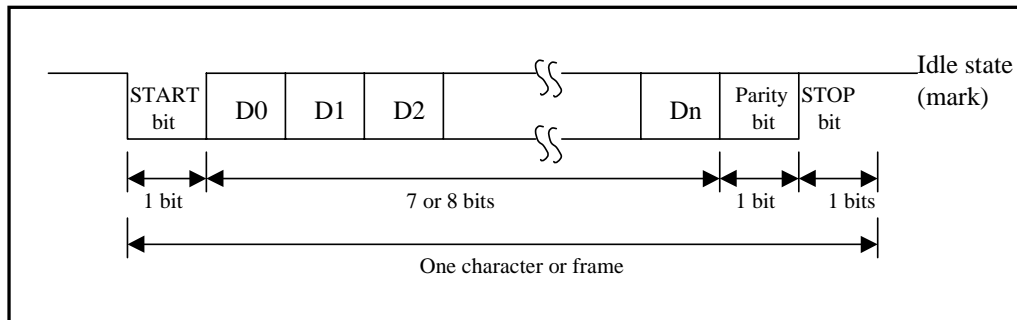 Idle state
(mark)
START
bit
D0
D1
D2
Dn
Parity
bit
STOP
bit
1 bit
7 or 8 bits
1 bit
1 bits
One character or frame